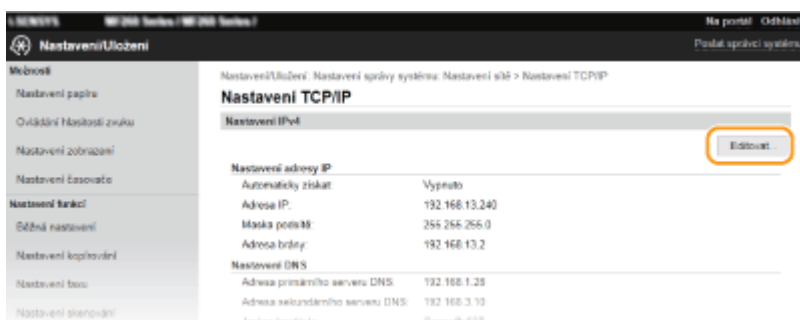 Na portál Odhlásit
Nastavení/Uložení
Poslat správci systému
Možnosti
Nastavení papíru
Ovládání hlasitosti zvuku
Nastavení zobrazení
Nastavení časovače
Nastavení funkcí
Běžná nastavení
Nastavení kopírování
Nastavení faxu
Nastavení skenování
Nastavení/Uložení: Nastavení správy systému: Nastavení sítě > Nastavení TCP/IP
Nastavení TCP/IP
Nastavení IPv4
Editovat...
Nastavení adresy IP
Automaticky získat: Vypnuto
Adresa IP: 192.168.13.240
Maska podsítě: 255.255.255.0
Adresa brány: 192.168.13.2
Nastavení DNS
Adresa primárního serveru DNS: 192.168.1.25
Adresa sekundárního serveru DNS: 192.168.3.10